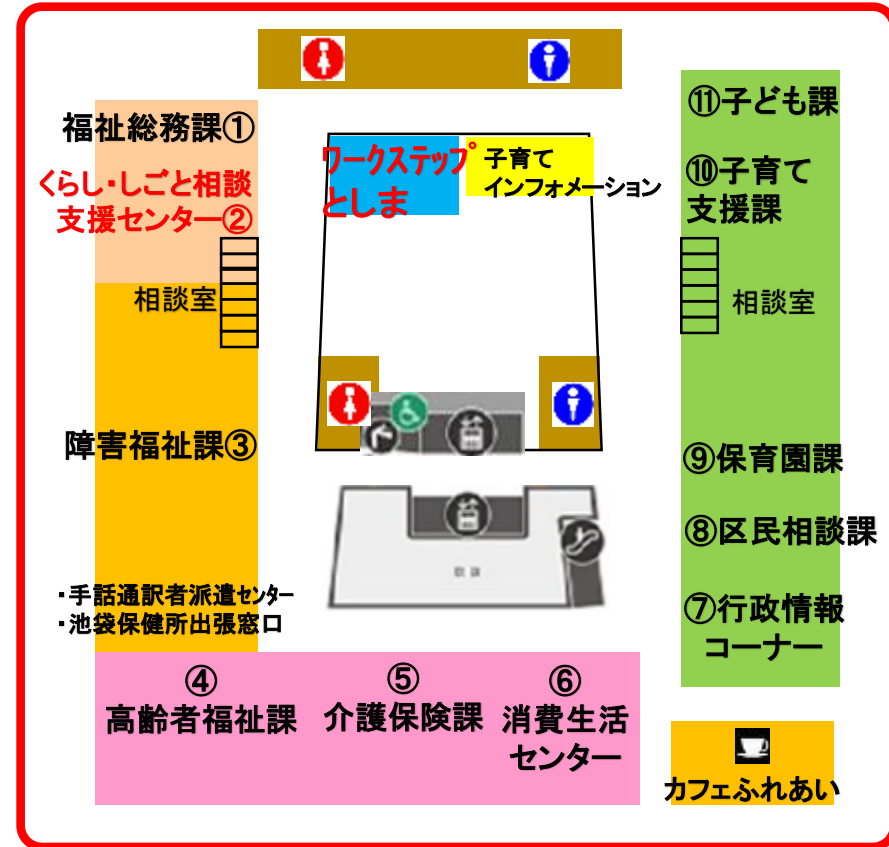 福祉総務課①
くらし・しごと相談
支援センター②
相談室
障害福祉課③
・手話通訳者派遣センター
・池袋保健所出張窓口
ワークステップ
としま
子育て
インフォメーション
⑪子ども課
⑩子育て
支援課
相談室
⑨保育園課
⑧区民相談課
⑦行政情報
コーナー
④
高齢者福祉課
⑤
介護保険課
⑥
消費生活
センター
カフェふれあい